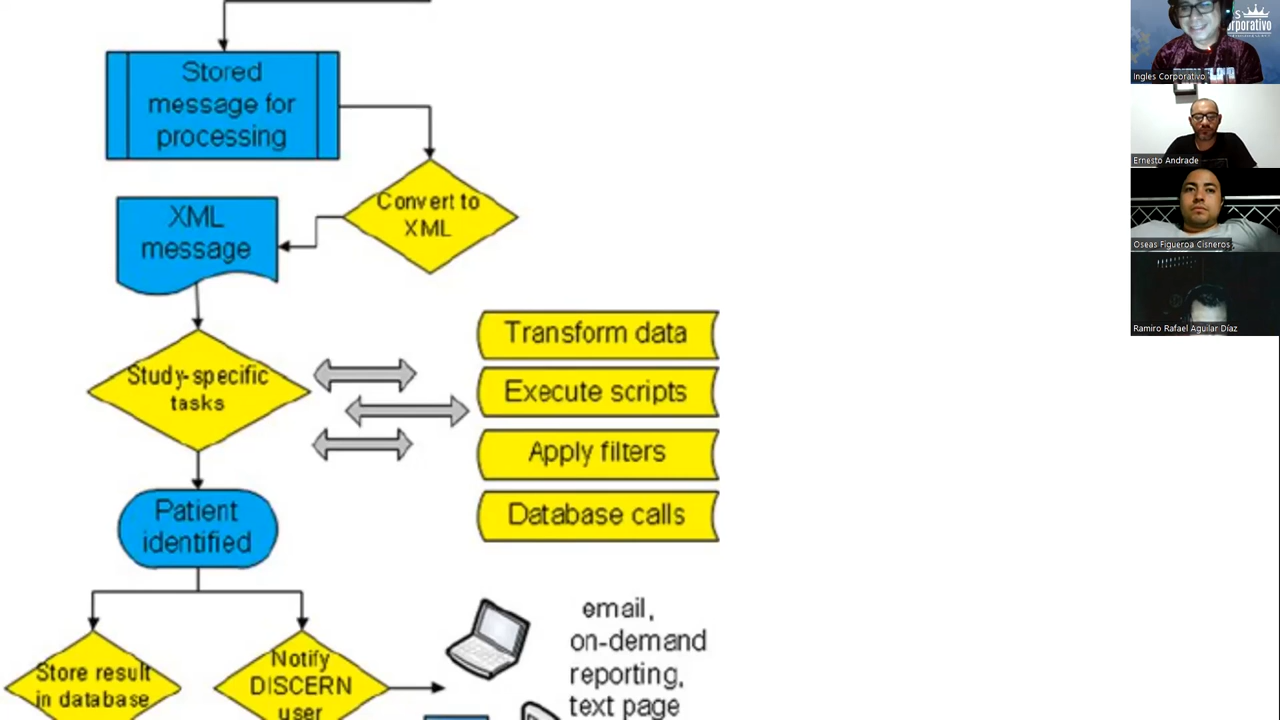 Stored
message for
processing
Convert to
XML
XML
message
Study-specific
tasks
Transform data
Execute scripts
Apply filters
Database calls
Patient
identified
Store result
in database
Notify
DISCERN
user
email,
on-demand
reporting,
text page
Ingles Corporativo
Ernesto Andrade
Oseas Figueroa Cisneros
Ramiro Rafael Aguilar Díaz